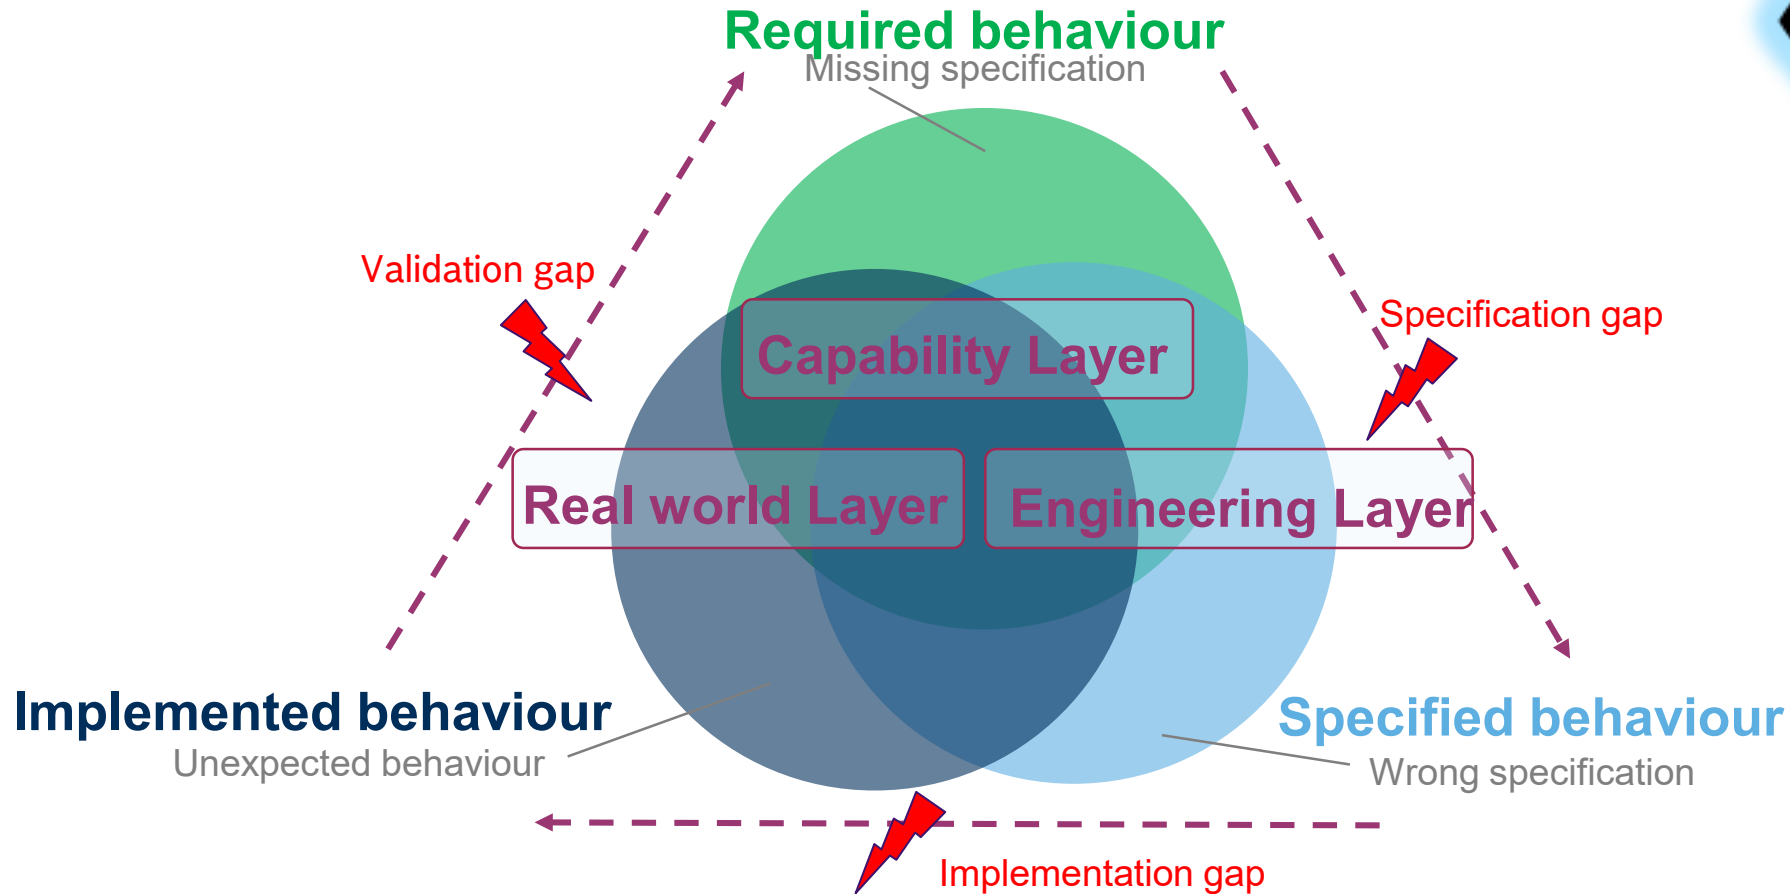 Required behaviour
Missing specification
Validation gap
Specification gap
Capability Layer
Real world Layer
Engineering Layer
Implemented behaviour
Unexpected behaviour
Specified behaviour
Wrong specification
Implementation gap